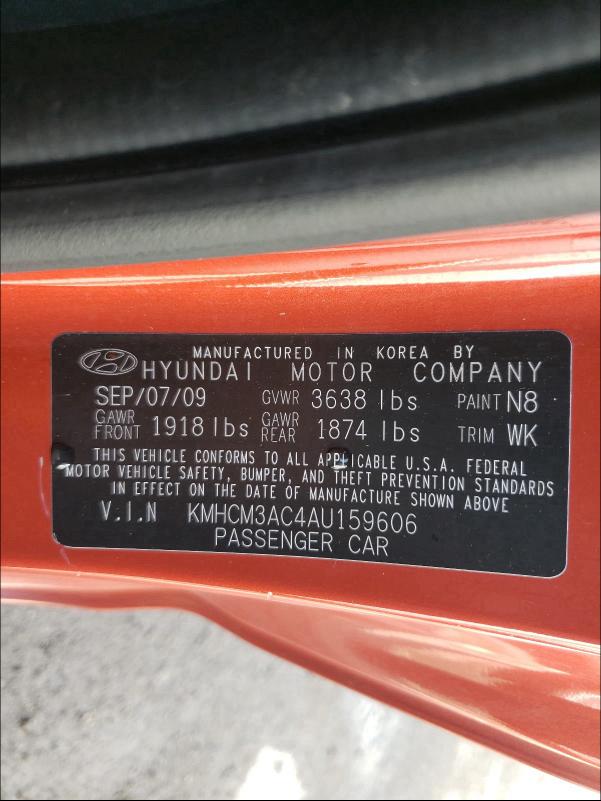 MANUFACTURED IN KOREA BY
HYUNDAI MOTOR COMPANY
SEP/07/09 GVWR 3638 lbs PAINT N8
GAWR FRONT 1918 lbs GAWR REAR 1874 lbs TRIM WK
THIS VEHICLE CONFORMS TO ALL APPLICABLE U.S.A. FEDERAL
MOTOR VEHICLE SAFETY, BUMPER, AND THEFT PREVENTION STANDARDS
IN EFFECT ON THE DATE OF MANUFACTURE SHOWN ABOVE
V.I.N KMHCM3AC4AU159606
PASSENGER CAR